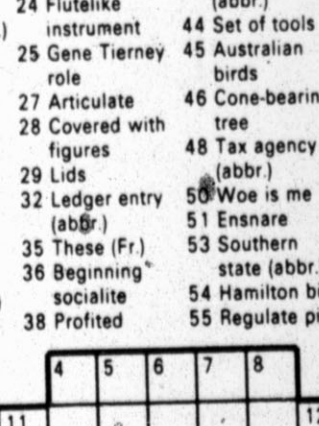 24 Flutelike
instrument
25 Gene Tierney
role
27 Articulate
28 Covered with
figures
29 Lids
32 Ledger entry
(abbr.)
35 These (Fr.)
36 Beginning
socialite
38 Profited
(abbr.)
44 Set of tools
45 Australian
birds
46 Cone-bearin
tree
48 Tax agency
(abbr.)
50 Woe is me
51 Ensnare
53 Southern
state (abbr.
54 Hamilton bi
55 Regulate pi
4 5 6 7 8
11